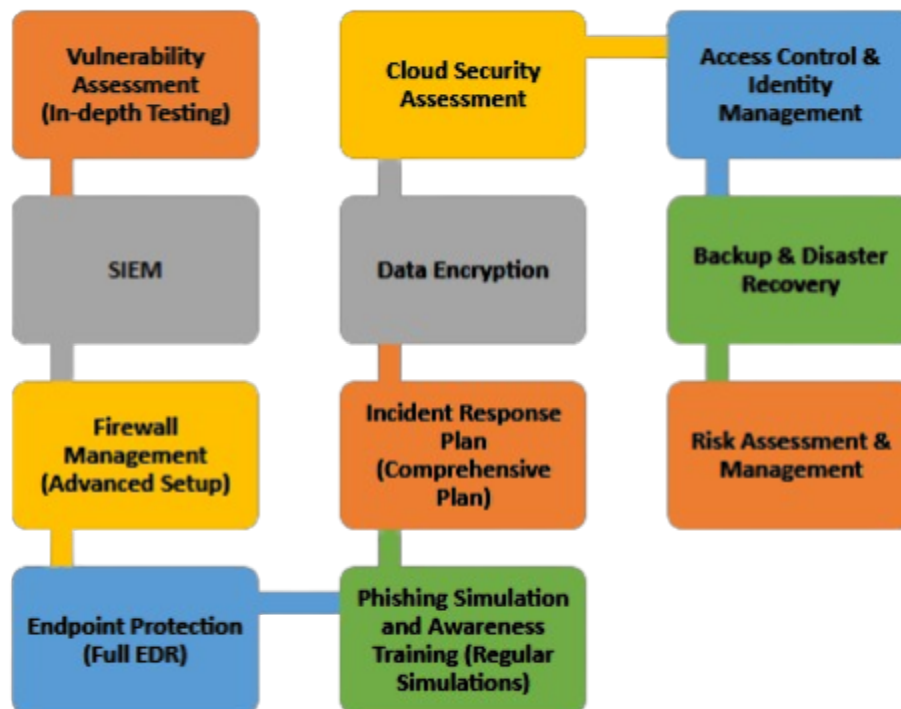 Vulnerability
Assessment
(In-depth Testing)
SIEM
Firewall
Management
(Advanced Setup)
Endpoint Protection
(Full EDR)
Phishing Simulation
and Awareness
Training (Regular
Simulations)
Incident Response
Plan
(Comprehensive
Plan)
Data Encryption
Cloud Security
Assessment
Access Control &
Identity
Management
Backup & Disaster
Recovery
Risk Assessment &
Management